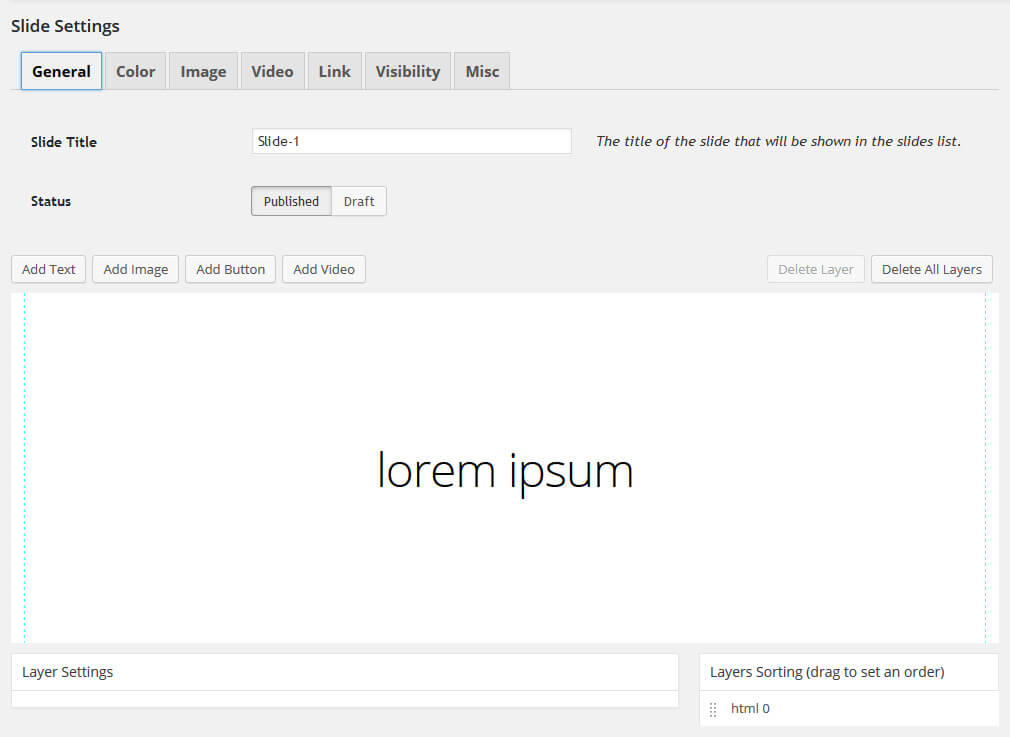 Slide Settings
General Color Image Video Link Visibility Misc
Slide Title Slide-1 The title of the slide that will be shown in the slides list.
Status Published Draft
Add Text Add Image Add Button Add Video Delete Layer Delete All Layers
lorem ipsum
Layer Settings Layers Sorting (drag to set an order)
html 0